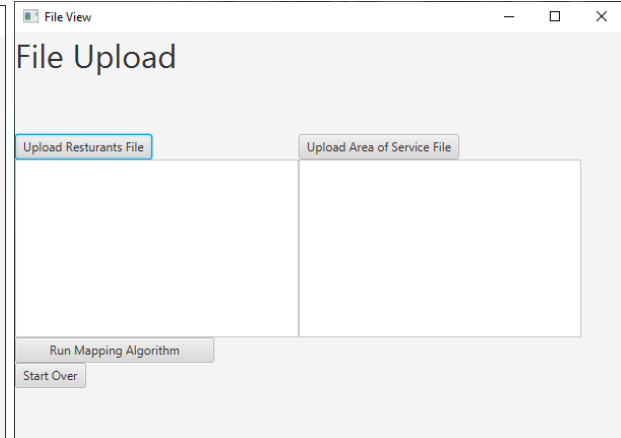 File View
File Upload
Upload Resturants File
Upload Area of Service File
Run Mapping Algorithm
Start Over